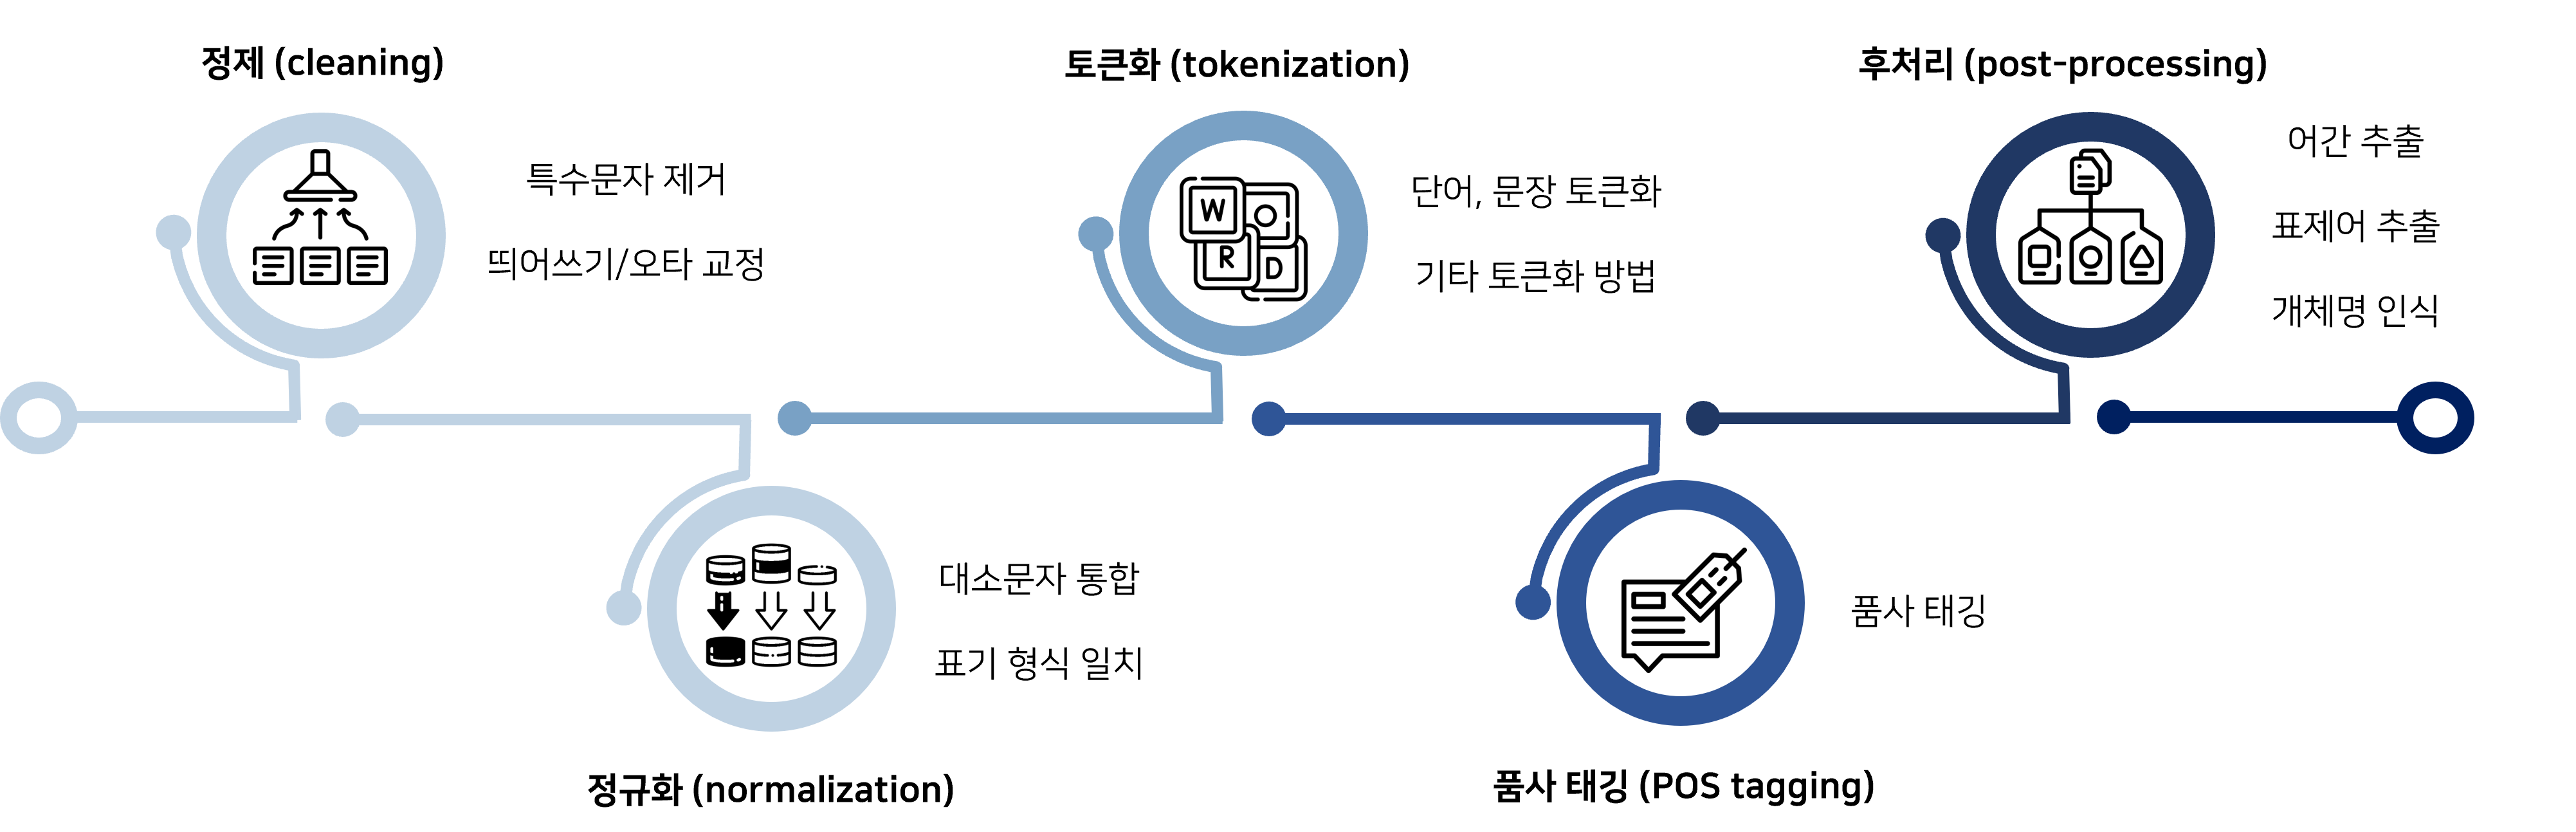 정제 (cleaning)
특수문자 제거
띄어쓰기/오타 교정
정규화 (normalization)
대소문자 통합
표기 형식 일치
토큰화 (tokenization)
W
O
R
D
단어, 문장 토큰화
기타 토큰화 방법
품사 태깅 (POS tagging)
품사 태깅
후처리 (post-processing)
어간 추출
표제어 추출
개체명 인식